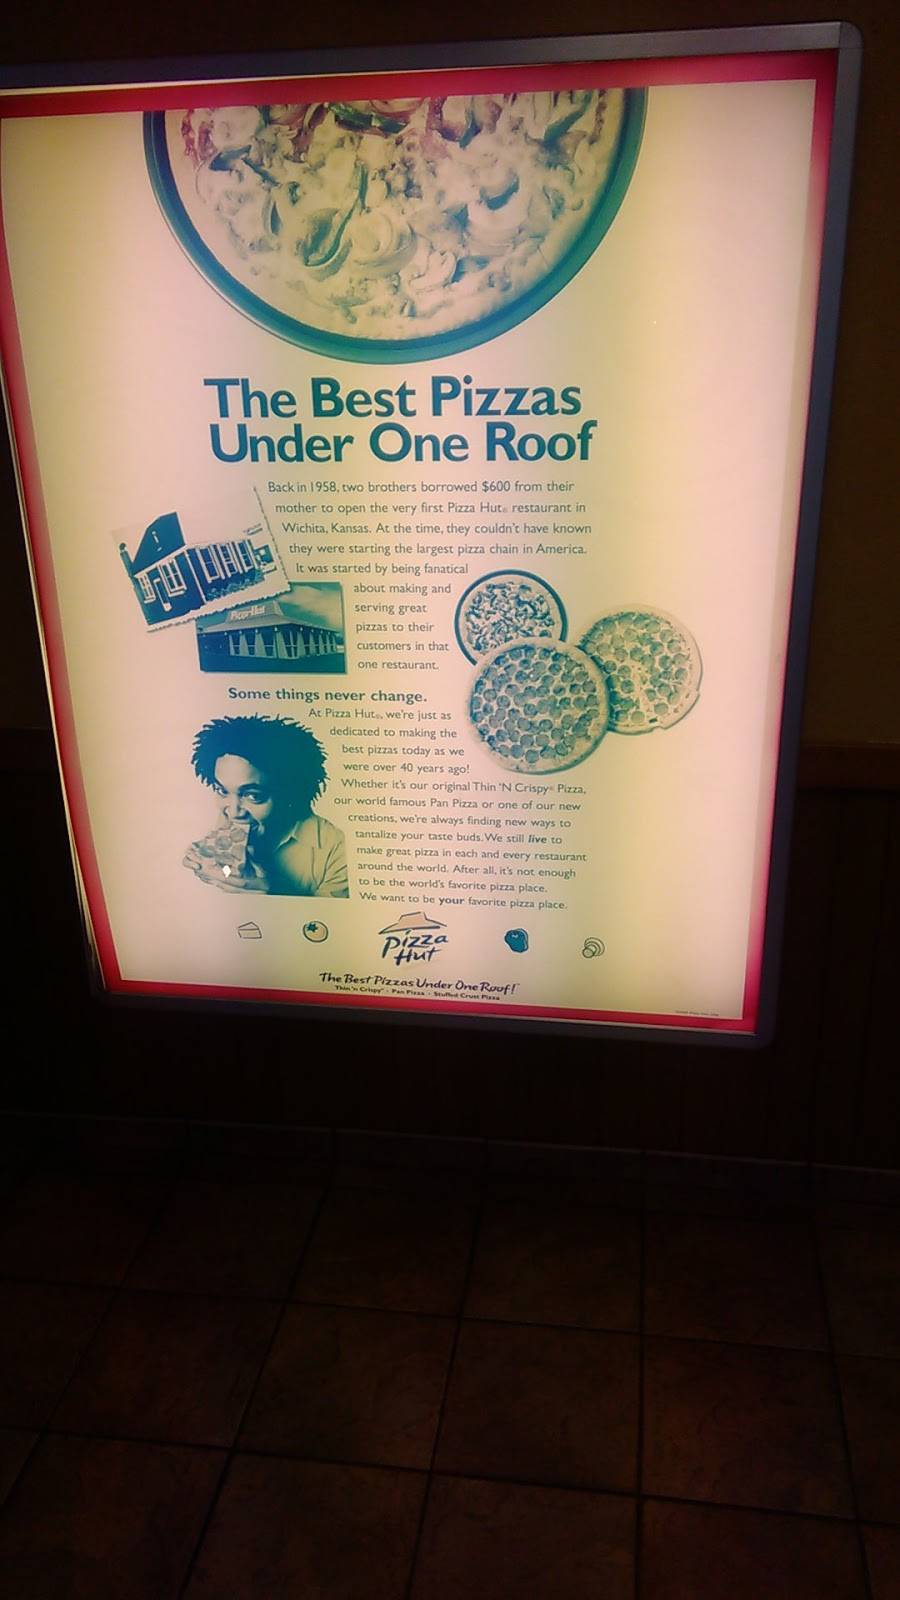 The Best Pizzas
Under One Roof
Back in 1958, two brothers borrowed $600 from their
mother to open the very first Pizza Hut® restaurant in
Wichita, Kansas. At the time, they couldn't have known
they were starting the largest pizza chain in America.
It was started by being fanatical
about making and
serving great
pizzas to their
customers in that
one restaurant.
Pizza Hut
Some things never change.
At Pizza Hut®, we're just as
dedicated to making the
best pizzas today as we
were over 40 years ago!
Whether it's our original Thin 'N Crispy® Pizza,
our world famous Pan Pizza or one of our new
creations, we're always finding new ways to
tantalize your taste buds. We still live to
make great pizza in each and every restaurant
around the world. After all, it's not enough
to be the world's favorite pizza place.
We want to be your favorite pizza place.
Pizza
Hut
The Best Pizzas Under One Roof!™
Thin 'n Crispy® - Pan Pizza - Stuffed Crust Pizza